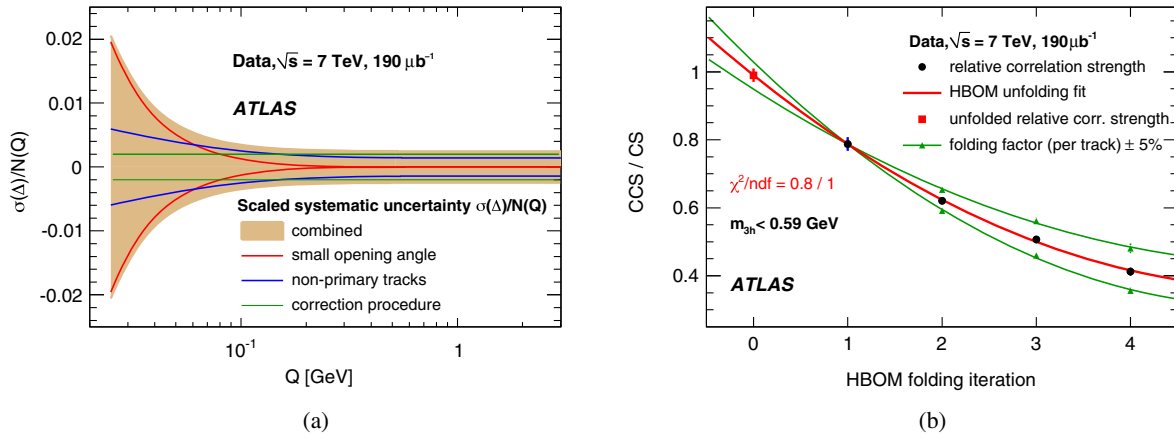 σ(Δ)/N(Q)
0.02
0.01
0
-0.01
-0.02
Data, √s = 7 TeV, 190 μb⁻¹
ATLAS
Scaled systematic uncertainty σ(Δ)/N(Q)
combined
small opening angle
non-primary tracks
correction procedure
10⁻¹ 1
Q [GeV]
(a)
CCS / CS
1
0.8
0.6
0.4
Data, √s = 7 TeV, 190 μb⁻¹
relative correlation strength
HBOM unfolding fit
unfolded relative corr. strength
folding factor (per track) ± 5%
χ²/ndf = 0.8 / 1
m₃ₕ< 0.59 GeV
ATLAS
0 1 2 3 4
HBOM folding iteration
(b)